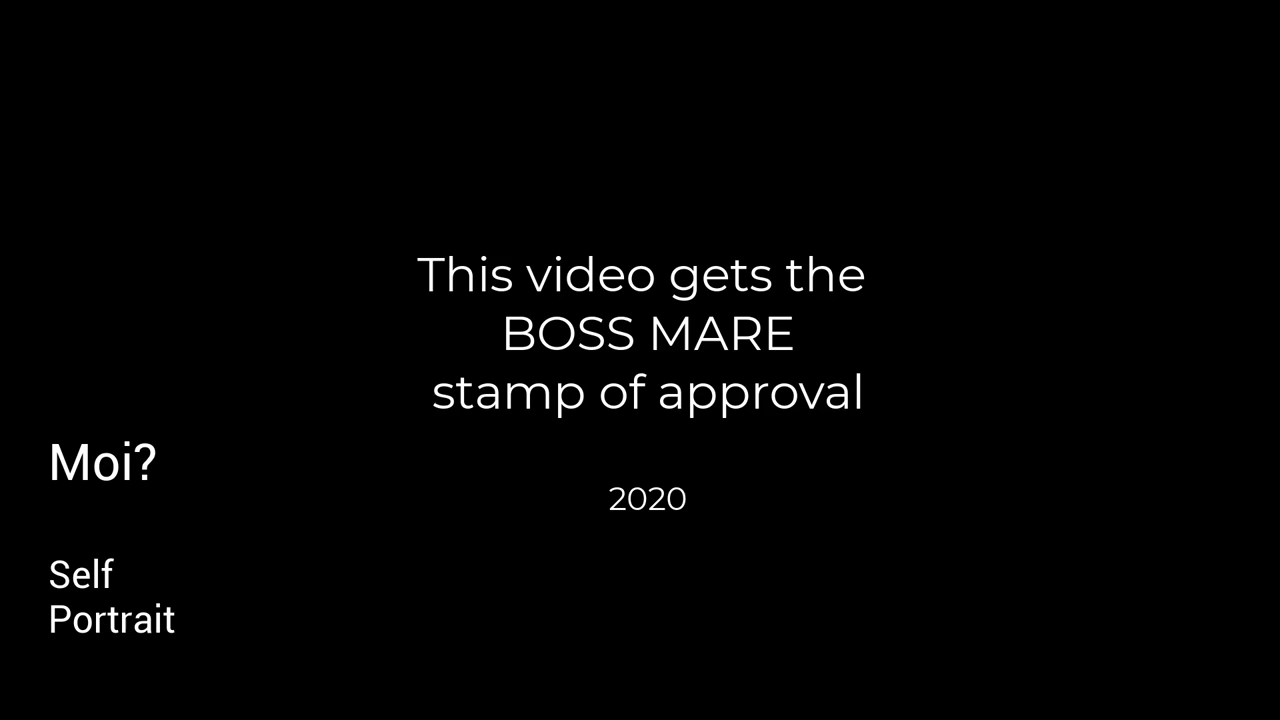 This video gets the
BOSS MARE
stamp of approval
Moi?
2020
Self
Portrait